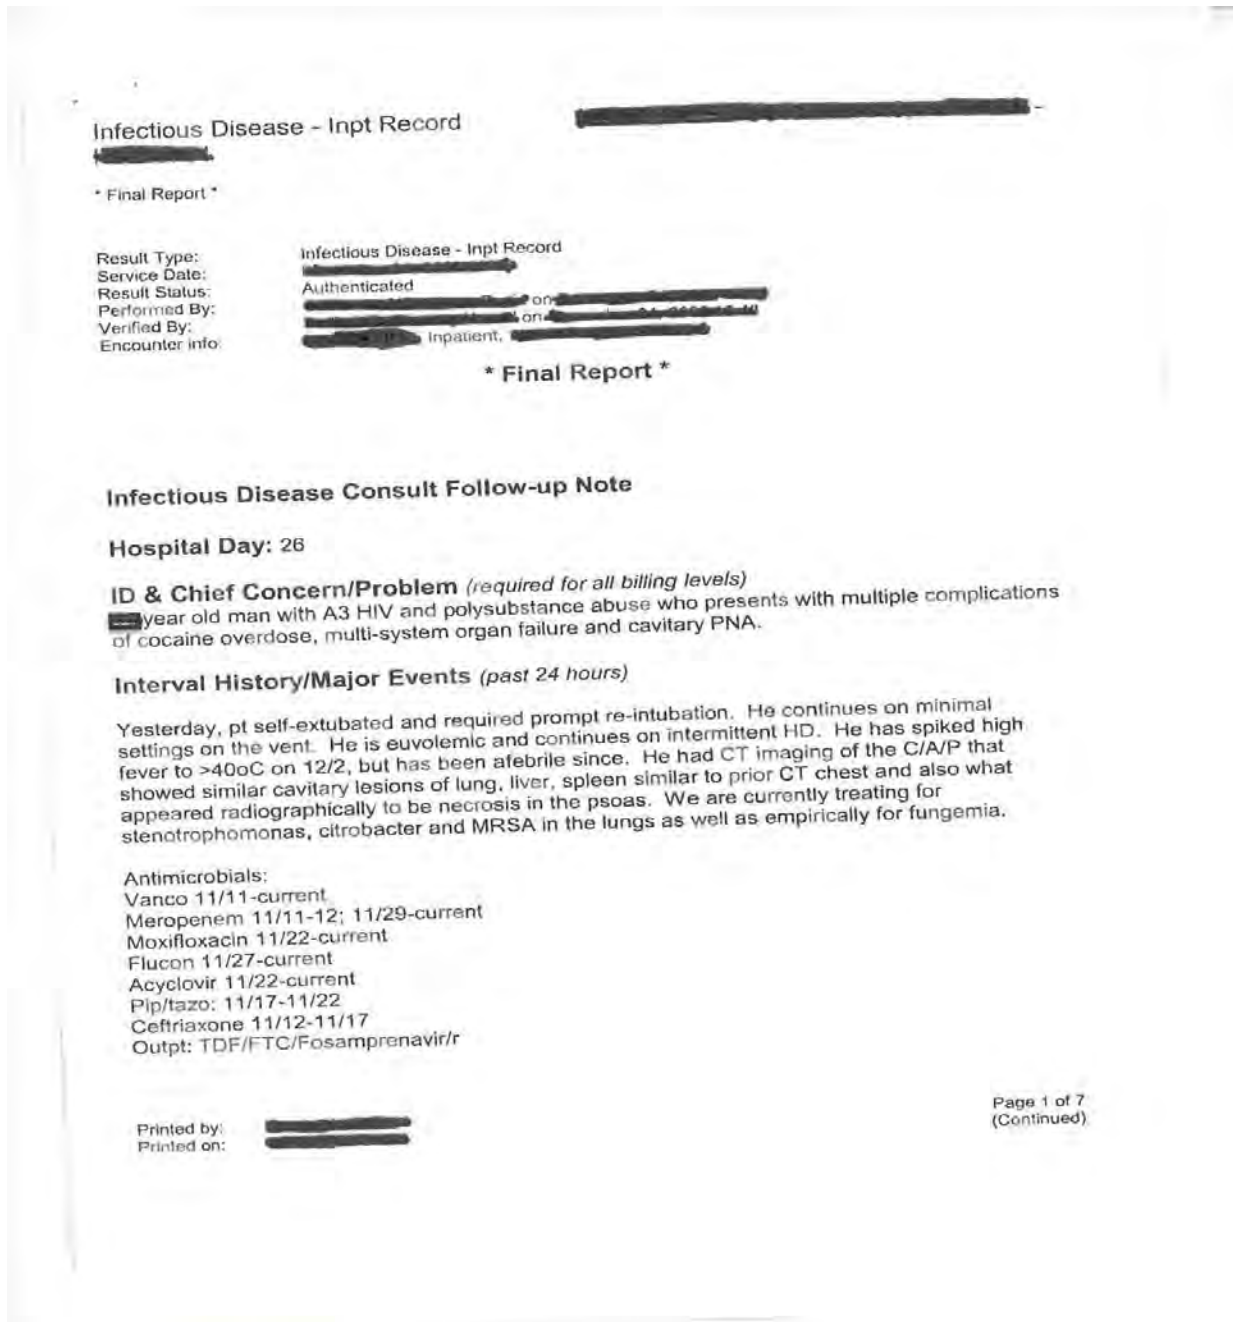 Infectious Disease - Inpt Record
* Final Report *
Result Type: Infectious Disease - Inpt Record
Service Date:
Result Status: Authenticated
Performed By: on
Verified By: on
Encounter info: Inpatient,
* Final Report *
Infectious Disease Consult Follow-up Note
Hospital Day: 26
ID & Chief Concern/Problem (required for all billing levels)
year old man with A3 HIV and polysubstance abuse who presents with multiple complications
of cocaine overdose, multi-system organ failure and cavitary PNA.
Interval History/Major Events (past 24 hours)
Yesterday, pt self-extubated and required prompt re-intubation. He continues on minimal
settings on the vent. He is euvolemic and continues on intermittent HD. He has spiked high
fever to >40oC on 12/2, but has been afebrile since. He had CT imaging of the C/A/P that
showed similar cavitary lesions of lung, liver, spleen similar to prior CT chest and also what
appeared radiographically to be necrosis in the psoas. We are currently treating for
stenotrophomonas, citrobacter and MRSA in the lungs as well as empirically for fungemia.
Antimicrobials:
Vanco 11/11-current
Meropenem 11/11-12; 11/29-current
Moxifloxacin 11/22-current
Flucon 11/27-current
Acyclovir 11/22-current
Pip/tazo: 11/17-11/22
Ceftriaxone 11/12-11/17
Outpt: TDF/FTC/Fosamprenavir/r
Printed by:
Printed on:
Page 1 of 7
(Continued)